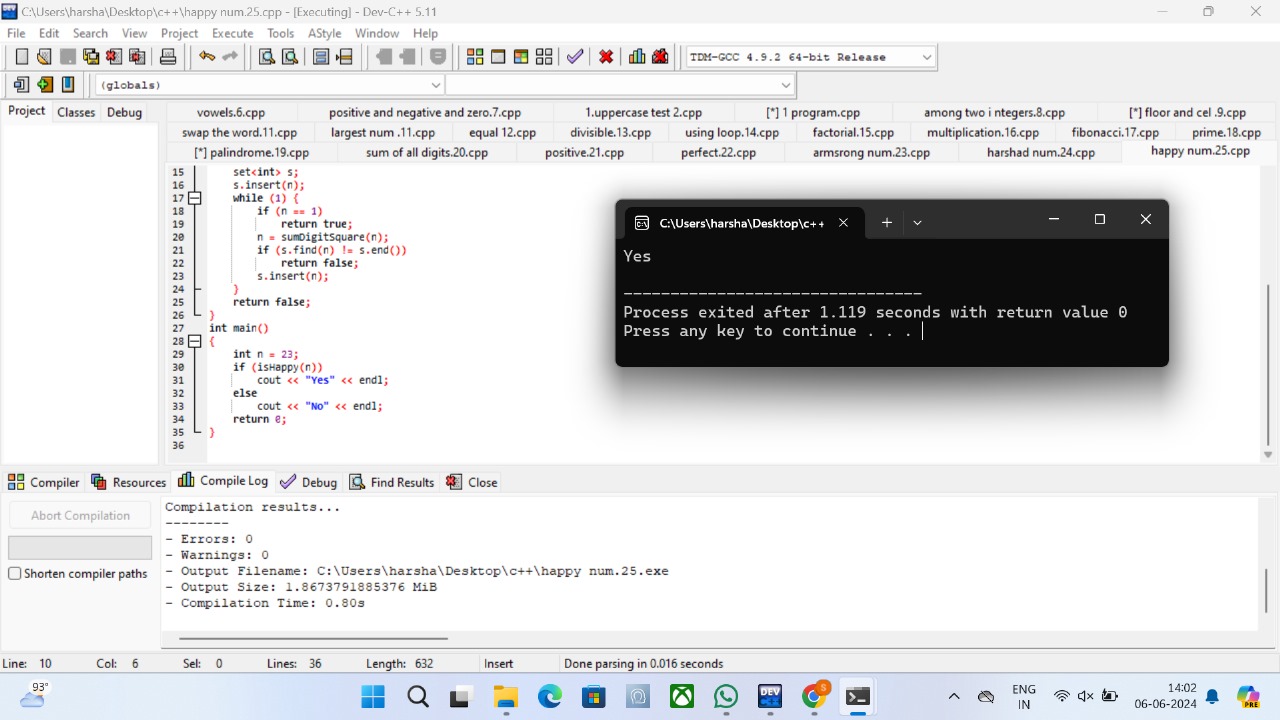 C:\Users\harsha\Desktop\c++\happy num.25.cpp - [Executing] - Dev-C++ 5.11
File Edit Search View Project Execute Tools AStyle Window Help
TDM-GCC 4.9.2 64-bit Release
(globals)
Project Classes Debug
vowels.6.cpp positive and negative and zero.7.cpp 1.uppercase test 2.cpp [*] 1 program.cpp among two i ntegers.8.cpp [*] floor and cel .9.cpp
swap the word.11.cpp largest num .11.cpp equal 12.cpp divisible.13.cpp using loop.14.cpp factorial.15.cpp multiplication.16.cpp fibonacci.17.cpp prime.18.cpp
[*] palindrome.19.cpp sum of all digits.20.cpp positive.21.cpp perfect.22.cpp armsrong num.23.cpp harshad num.24.cpp happy num.25.cpp
15 set<int> s;
16 s.insert(n);
17 while (1) {
18 if (n == 1)
19 return true;
20 n = sumDigitSquare(n);
21 if (s.find(n) != s.end())
22 return false;
23 s.insert(n);
24 }
25 return false;
26 }
27 int main()
28 {
29 int n = 23;
30 if (isHappy(n))
31 cout << "Yes" << endl;
32 else
33 cout << "No" << endl;
34 return 0;
35 }
36
C:\Users\harsha\Desktop\c++
Yes
--------------------------------
Process exited after 1.119 seconds with return value 0
Press any key to continue . . .
Compiler Resources Compile Log Debug Find Results Close
Abort Compilation
Shorten compiler paths
Compilation results...
--------
- Errors: 0
- Warnings: 0
- Output Filename: C:\Users\harsha\Desktop\c++\happy num.25.exe
- Output Size: 1.8673791885376 MiB
- Compilation Time: 0.80s
Line: 10 Col: 6 Sel: 0 Lines: 36 Length: 632 Insert Done parsing in 0.016 seconds
93°
DEV
S
ENG
IN
14:02
06-06-2024
PRE